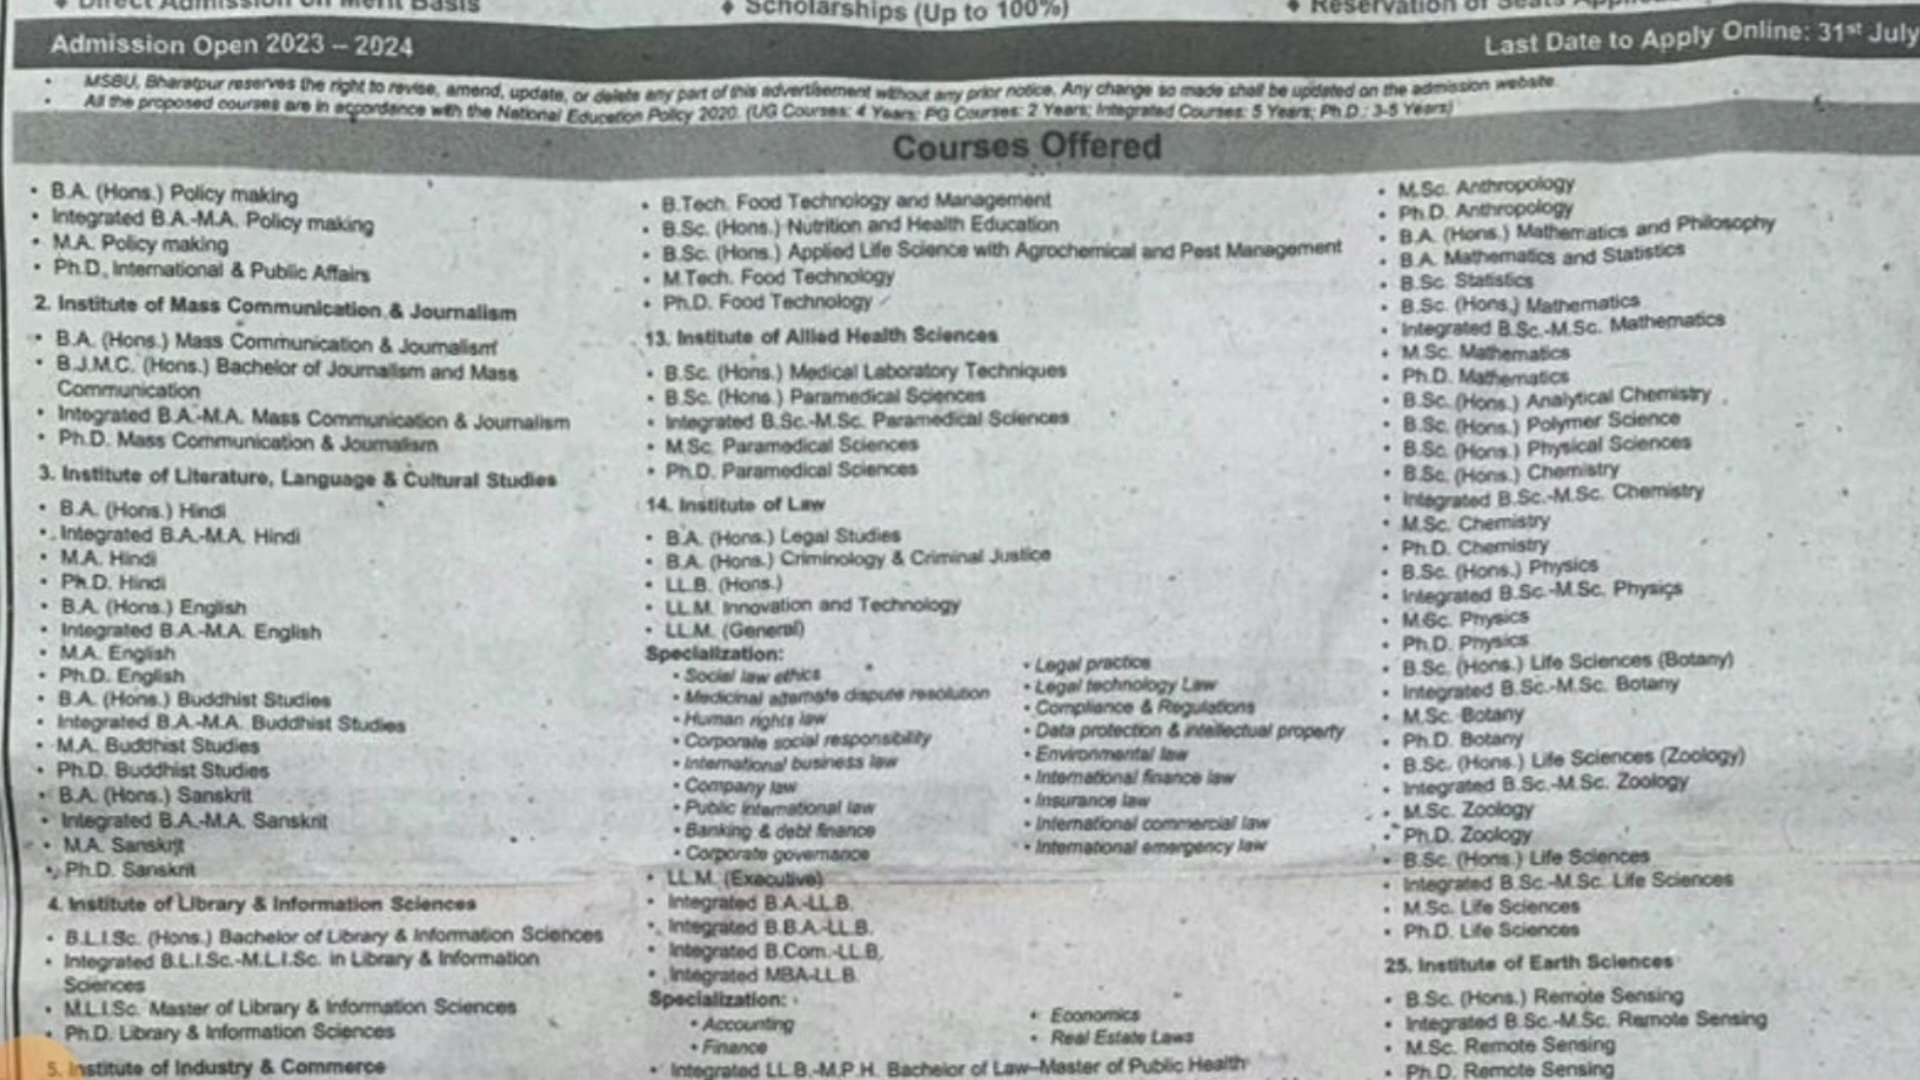 Direct Admission on Merit Basis
Scholarships (Up to 100%)
Reservation of Seats
Admission Open 2023 – 2024
Last Date to Apply Online: 31st July
• MSBU, Bharatpur reserves the right to revise, amend, update, or delete any part of this advertisement without any prior notice. Any change so made shall be updated on the admission website.
• All the proposed courses are in accordance with the National Education Policy 2020. (UG Courses: 4 Years; PG Courses: 2 Years; Integrated Courses: 5 Years; Ph.D.: 3-5 Years)
Courses Offered
• B.A. (Hons.) Policy making
• Integrated B.A.-M.A. Policy making
• M.A. Policy making
• Ph.D. International & Public Affairs
2. Institute of Mass Communication & Journalism
• B.A. (Hons.) Mass Communication & Journalism
• B.J.M.C. (Hons.) Bachelor of Journalism and Mass
Communication
• Integrated B.A.-M.A. Mass Communication & Journalism
• Ph.D. Mass Communication & Journalism
3. Institute of Literature, Language & Cultural Studies
• B.A. (Hons.) Hindi
• Integrated B.A.-M.A. Hindi
• M.A. Hindi
• Ph.D. Hindi
• B.A. (Hons.) English
• Integrated B.A.-M.A. English
• M.A. English
• Ph.D. English
• B.A. (Hons.) Buddhist Studies
• Integrated B.A.-M.A. Buddhist Studies
• M.A. Buddhist Studies
• Ph.D. Buddhist Studies
• B.A. (Hons.) Sanskrit
• Integrated B.A.-M.A. Sanskrit
• M.A. Sanskrit
• Ph.D. Sanskrit
4. Institute of Library & Information Sciences
• B.L.I.Sc. (Hons.) Bachelor of Library & Information Sciences
• Integrated B.L.I.Sc.-M.L.I.Sc. in Library & Information
Sciences
• M.L.I.Sc. Master of Library & Information Sciences
• Ph.D. Library & Information Sciences
5. Institute of Industry & Commerce
• B.Tech. Food Technology and Management
• B.Sc. (Hons.) Nutrition and Health Education
• B.Sc. (Hons.) Applied Life Science with Agrochemical and Pest Management
• M.Tech. Food Technology
• Ph.D. Food Technology
13. Institute of Allied Health Sciences
• B.Sc. (Hons.) Medical Laboratory Techniques
• B.Sc. (Hons.) Paramedical Sciences
• Integrated B.Sc.-M.Sc. Paramedical Sciences
• M.Sc. Paramedical Sciences
• Ph.D. Paramedical Sciences
14. Institute of Law
• B.A. (Hons.) Legal Studies
• B.A. (Hons.) Criminology & Criminal Justice
• LL.B. (Hons.)
• LL.M. Innovation and Technology
• LL.M. (General)
Specialization:
• Social law ethics
• Medicinal alternate dispute resolution
• Human rights law
• Corporate social responsibility
• International business law
• Company law
• Public international law
• Banking & debt finance
• Corporate governance
• Legal practice
• Legal technology Law
• Compliance & Regulations
• Data protection & intellectual property
• Environmental law
• International finance law
• Insurance law
• International commercial law
• International emergency law
• LL.M. (Executive)
• Integrated B.A.-LL.B.
• Integrated B.B.A.-LL.B.
• Integrated B.Com.-LL.B.
• Integrated MBA-LL.B.
Specialization:
• Accounting
• Finance
• Economics
• Real Estate Laws
• Integrated LL.B.-M.P.H. Bachelor of Law–Master of Public Health
• M.Sc. Anthropology
• Ph.D. Anthropology
• B.A. (Hons.) Mathematics and Philosophy
• B.A. Mathematics and Statistics
• B.Sc. Statistics
• B.Sc. (Hons.) Mathematics
• Integrated B.Sc.-M.Sc. Mathematics
• M.Sc. Mathematics
• Ph.D. Mathematics
• B.Sc. (Hons.) Analytical Chemistry
• B.Sc. (Hons.) Polymer Science
• B.Sc. (Hons.) Physical Sciences
• B.Sc. (Hons.) Chemistry
• Integrated B.Sc.-M.Sc. Chemistry
• M.Sc. Chemistry
• Ph.D. Chemistry
• B.Sc. (Hons.) Physics
• Integrated B.Sc.-M.Sc. Physics
• M.Sc. Physics
• Ph.D. Physics
• B.Sc. (Hons.) Life Sciences (Botany)
• Integrated B.Sc.-M.Sc. Botany
• M.Sc. Botany
• Ph.D. Botany
• B.Sc. (Hons.) Life Sciences (Zoology)
• Integrated B.Sc.-M.Sc. Zoology
• M.Sc. Zoology
• Ph.D. Zoology
• B.Sc. (Hons.) Life Sciences
• Integrated B.Sc.-M.Sc. Life Sciences
• M.Sc. Life Sciences
• Ph.D. Life Sciences
25. Institute of Earth Sciences
• B.Sc. (Hons.) Remote Sensing
• Integrated B.Sc.-M.Sc. Remote Sensing
• M.Sc. Remote Sensing
• Ph.D. Remote Sensing